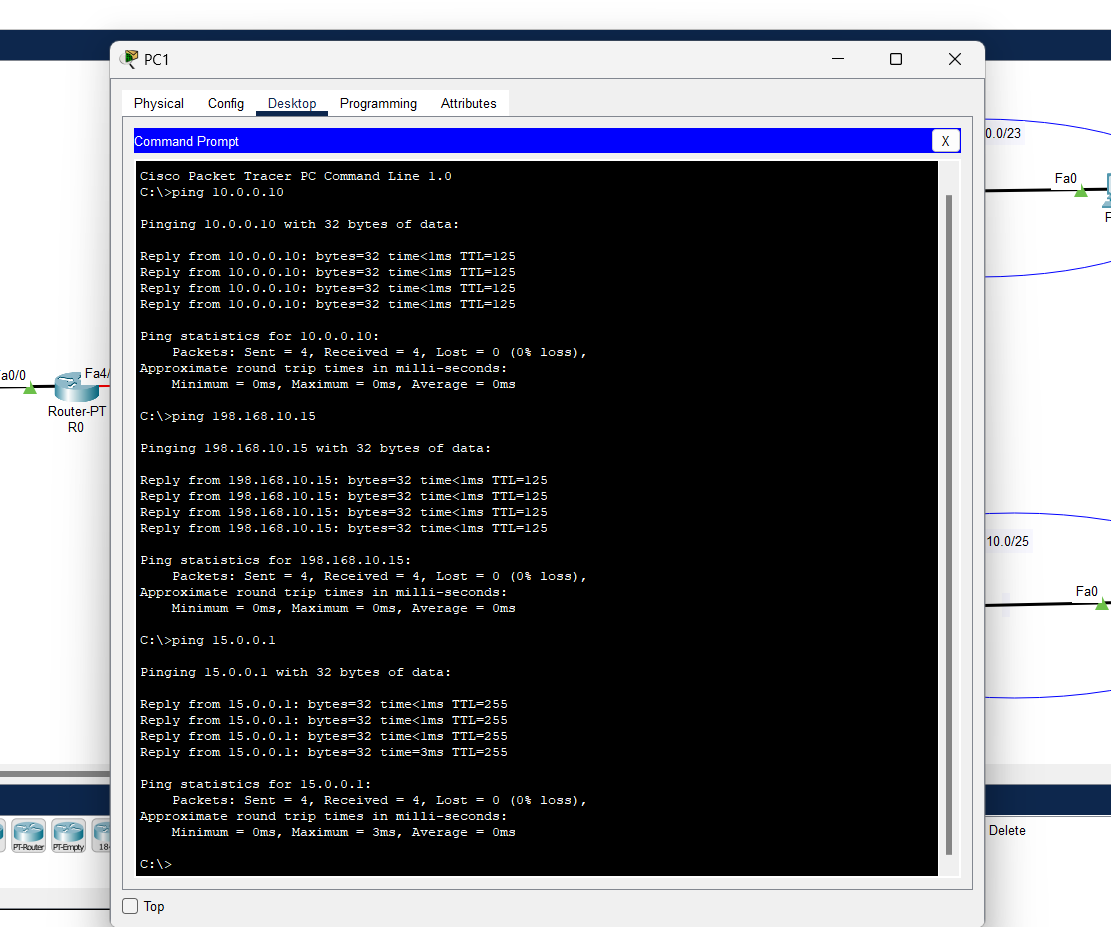 PC1
Physical Config Desktop Programming Attributes
Command Prompt
X
Cisco Packet Tracer PC Command Line 1.0
C:\>ping 10.0.0.10
Pinging 10.0.0.10 with 32 bytes of data:
Reply from 10.0.0.10: bytes=32 time<1ms TTL=125
Reply from 10.0.0.10: bytes=32 time<1ms TTL=125
Reply from 10.0.0.10: bytes=32 time<1ms TTL=125
Reply from 10.0.0.10: bytes=32 time<1ms TTL=125
Ping statistics for 10.0.0.10:
Packets: Sent = 4, Received = 4, Lost = 0 (0% loss),
Approximate round trip times in milli-seconds:
Minimum = 0ms, Maximum = 0ms, Average = 0ms
C:\>ping 198.168.10.15
Pinging 198.168.10.15 with 32 bytes of data:
Reply from 198.168.10.15: bytes=32 time<1ms TTL=125
Reply from 198.168.10.15: bytes=32 time<1ms TTL=125
Reply from 198.168.10.15: bytes=32 time<1ms TTL=125
Reply from 198.168.10.15: bytes=32 time<1ms TTL=125
Ping statistics for 198.168.10.15:
Packets: Sent = 4, Received = 4, Lost = 0 (0% loss),
Approximate round trip times in milli-seconds:
Minimum = 0ms, Maximum = 0ms, Average = 0ms
C:\>ping 15.0.0.1
Pinging 15.0.0.1 with 32 bytes of data:
Reply from 15.0.0.1: bytes=32 time<1ms TTL=255
Reply from 15.0.0.1: bytes=32 time<1ms TTL=255
Reply from 15.0.0.1: bytes=32 time<1ms TTL=255
Reply from 15.0.0.1: bytes=32 time=3ms TTL=255
Ping statistics for 15.0.0.1:
Packets: Sent = 4, Received = 4, Lost = 0 (0% loss),
Approximate round trip times in milli-seconds:
Minimum = 0ms, Maximum = 3ms, Average = 0ms
C:\>
Top
a0/0
Fa4/
Router-PT
R0
PT-Router
PT-Empty
18
0.0/23
Fa0
10.0/25
Fa0
Delete